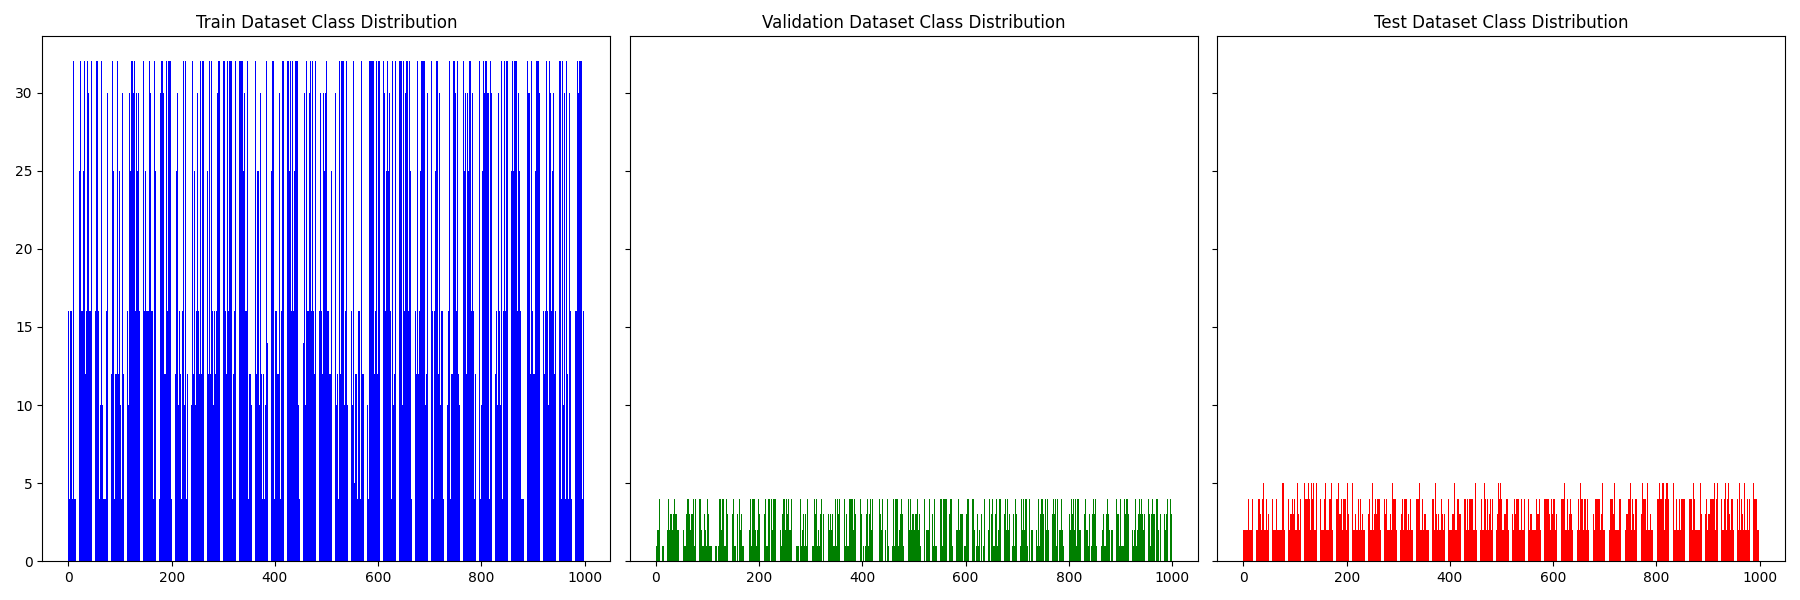 Train Dataset Class Distribution
Validation Dataset Class Distribution
Test Dataset Class Distribution
30
25
20
15
10
5
0
0 200 400 600 800 1000
0 200 400 600 800 1000
0 200 400 600 800 1000